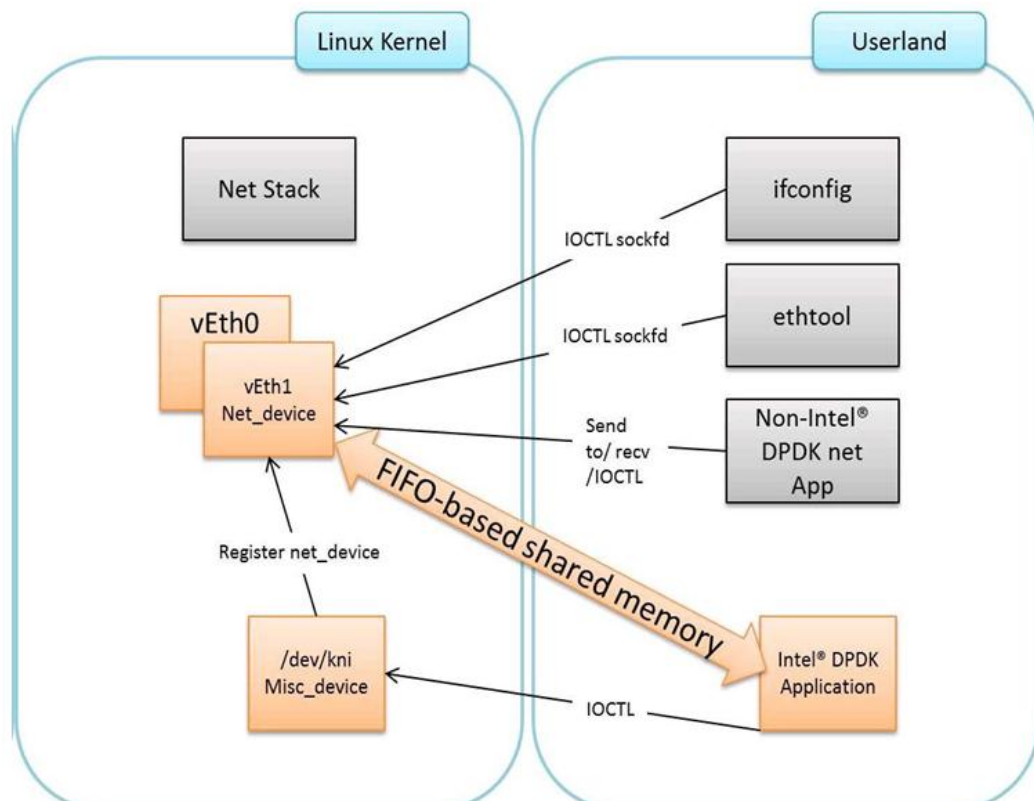 Linux Kernel
Userland
Net Stack
ifconfig
IOCTL sockfd
vEth0
ethtool
IOCTL sockfd
vEth1
Net_device
Non-Intel®
DPDK net
App
Send
to/ recv
/IOCTL
FIFO-based shared memory
Register net_device
/dev/kni
Misc_device
Intel® DPDK
Application
IOCTL